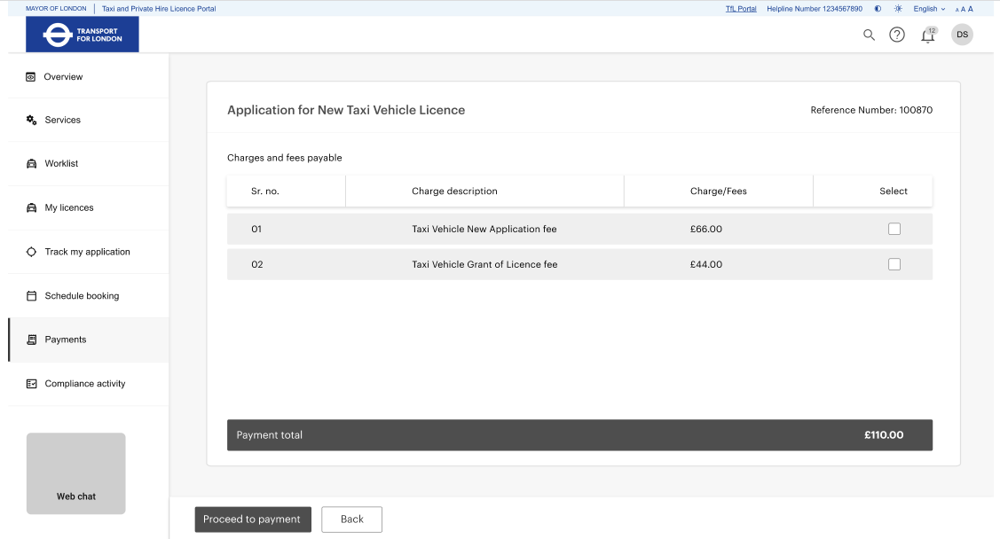 MAYOR OF LONDON Taxi and Private Hire Licence Portal TfL Portal Helpline Number 1234567890 English A A A
TRANSPORT
FOR LONDON
12
DS
Overview
Services
Worklist
My licences
Track my application
Schedule booking
Payments
Compliance activity
Web chat
Application for New Taxi Vehicle Licence Reference Number: 100870
Charges and fees payable
Sr. no. Charge description Charge/Fees Select
01 Taxi Vehicle New Application fee £66.00
02 Taxi Vehicle Grant of Licence fee £44.00
Payment total £110.00
Proceed to payment Back